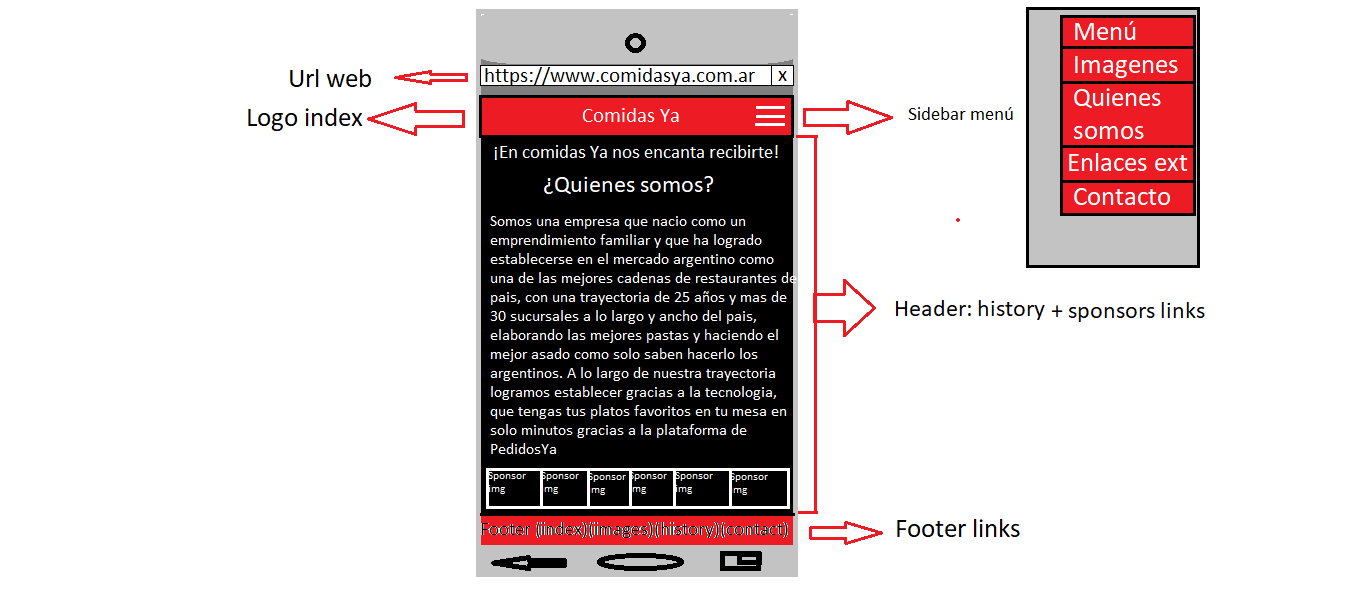 Url web
Logo index
https://www.comidasya.com.ar
x
Comidas Ya
¡En comidas Ya nos encanta recibirte!
¿Quienes somos?
Somos una empresa que nacio como un
emprendimiento familiar y que ha logrado
establecerse en el mercado argentino como
una de las mejores cadenas de restaurantes de
pais, con una trayectoria de 25 años y mas de
30 sucursales a lo largo y ancho del pais,
elaborando las mejores pastas y haciendo el
mejor asado como solo saben hacerlo los
argentinos. A lo largo de nuestra trayectoria
logramos establecer gracias a la tecnologia,
que tengas tus platos favoritos en tu mesa en
solo minutos gracias a la plataforma de
PedidosYa
Sponsor
img
Sponsor
img
Sponsor
img
Sponsor
img
Sponsor
img
Sponsor
img
Footer (index)(images)(history)(contact)
Sidebar menú
Header: history + sponsors links
Footer links
Menú
Imagenes
Quienes
somos
Enlaces ext
Contacto